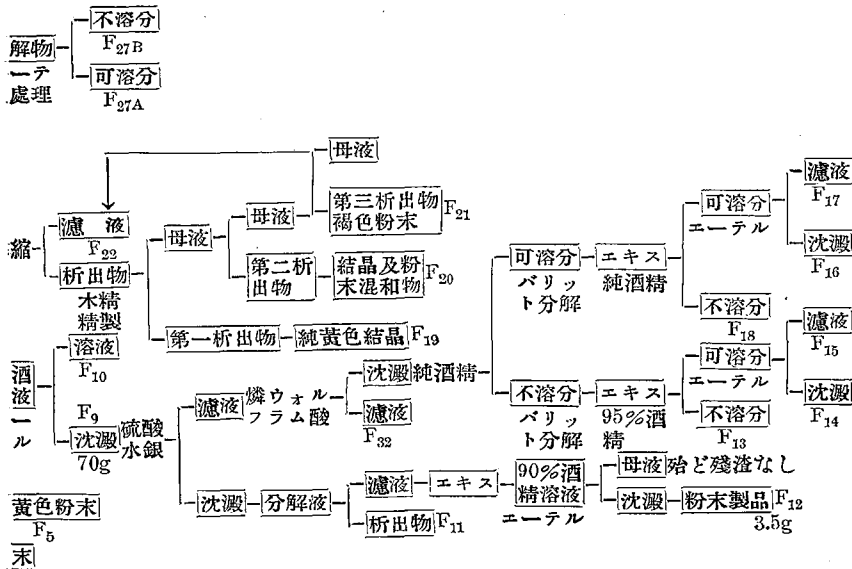 不溶分
F27B
解物
ーテ
處理
可溶分
F27A
母液
母液
第三析出物
褐色粉末
F21
濾液
F17
可溶分
エーテル
沈澱
F16
縮
濾 液
F22
母液
第二析
出物
結晶及粉
末混和物
F20
可溶分
バリッ
ト分解
エキス
純酒精
析出物
木精
精製
不溶分
F18
第一析出物
純黃色結晶
F19
濾液
F15
溶液
F10
可溶分
エーテル
沈澱
F14
酒
液
ー
ル
濾液
燐ウォル
フラム酸
沈澱
純酒精
濾液
F32
不溶分
バリッ
ト分解
エキス
95%酒
精
不溶分
F13
F9
沈澱
70g
硫酸
水銀
沈澱
分解液
濾液
エキス
90%酒
精溶液
エーテル
母液
殆ど殘渣なし
沈澱
粉末製品
F12
3.5g
析出物
F11
黃色粉末
F5
末